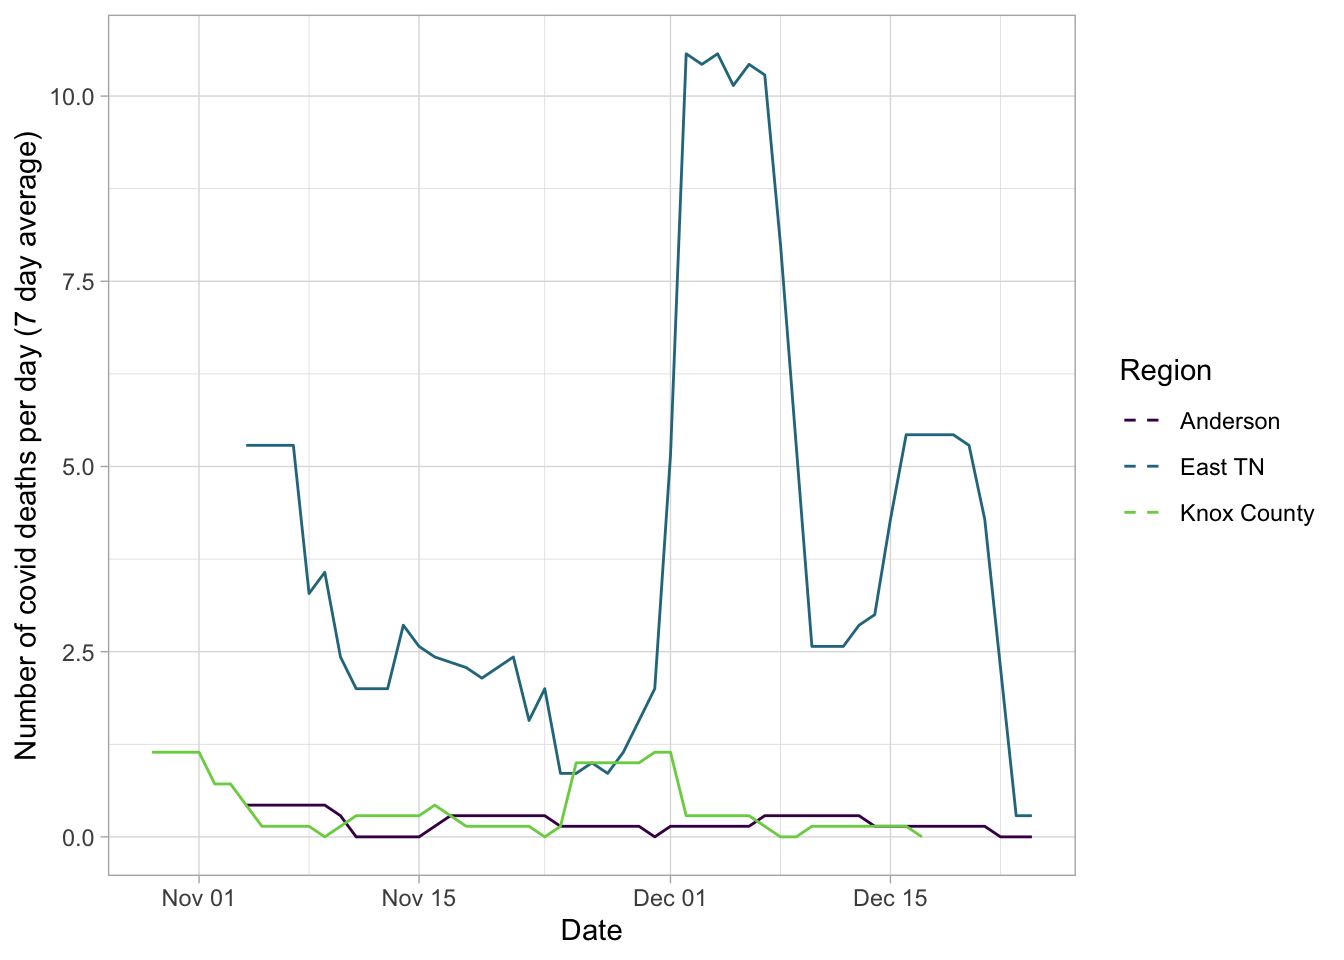 Number of covid deaths per day (7 day average)
10.0
7.5
5.0
2.5
0.0
Nov 01
Nov 15
Dec 01
Dec 15
Date
Region
Anderson
East TN
Knox County